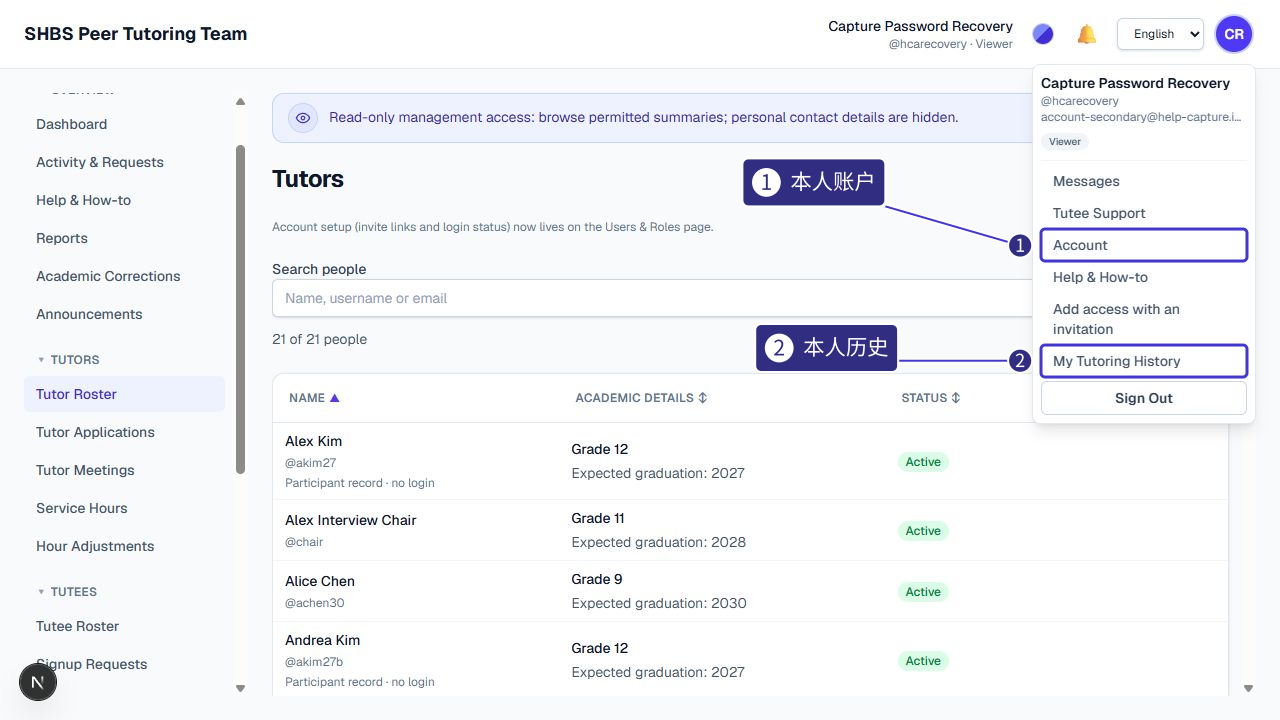 SHBS Peer Tutoring Team
Capture Password Recovery
@hcarecovery · Viewer
English
CR
Capture Password Recovery
@hcarecovery
account-secondary@help-capture.i...
Viewer
Messages
Tutee Support
Account
Help & How-to
Add access with an
invitation
My Tutoring History
Sign Out
OVERVIEW
Dashboard
Activity & Requests
Help & How-to
Reports
Academic Corrections
Announcements
TUTORS
Tutor Roster
Tutor Applications
Tutor Meetings
Service Hours
Hour Adjustments
TUTEES
Tutee Roster
Signup Requests
N
Read-only management access: browse permitted summaries; personal contact details are hidden.
Tutors
1 本人账户
1
Account setup (invite links and login status) now lives on the Users & Roles page.
Search people
Name, username or email
21 of 21 people
2 本人历史
2
NAME ACADEMIC DETAILS STATUS
Alex Kim
@akim27
Participant record · no login
Grade 12
Expected graduation: 2027
Active
Alex Interview Chair
@chair
Grade 11
Expected graduation: 2028
Active
Alice Chen
@achen30
Grade 9
Expected graduation: 2030
Active
Andrea Kim
@akim27b
Participant record · no login
Grade 12
Expected graduation: 2027
Active